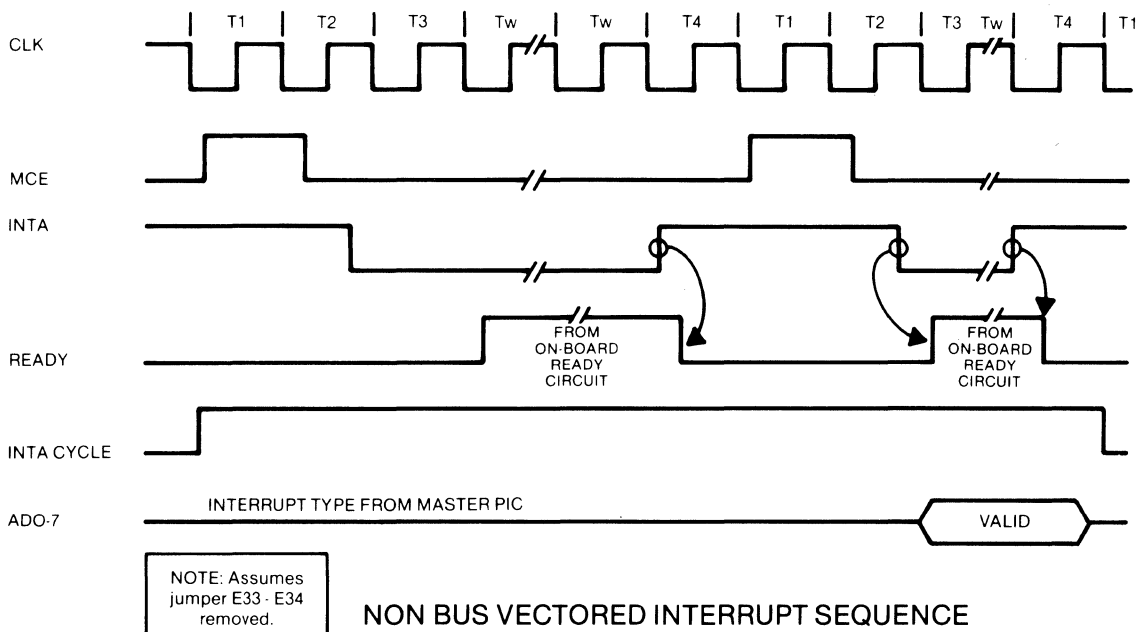 T1 T2 T3 Tw Tw T4 T1 T2 T3 Tw T4 T1
CLK
MCE
INTA
READY
FROM
ON-BOARD
READY
CIRCUIT
FROM
ON-BOARD
READY
CIRCUIT
INTA CYCLE
ADO-7
INTERRUPT TYPE FROM MASTER PIC
VALID
NOTE: Assumes
jumper E33 - E34
removed.
NON BUS VECTORED INTERRUPT SEQUENCE